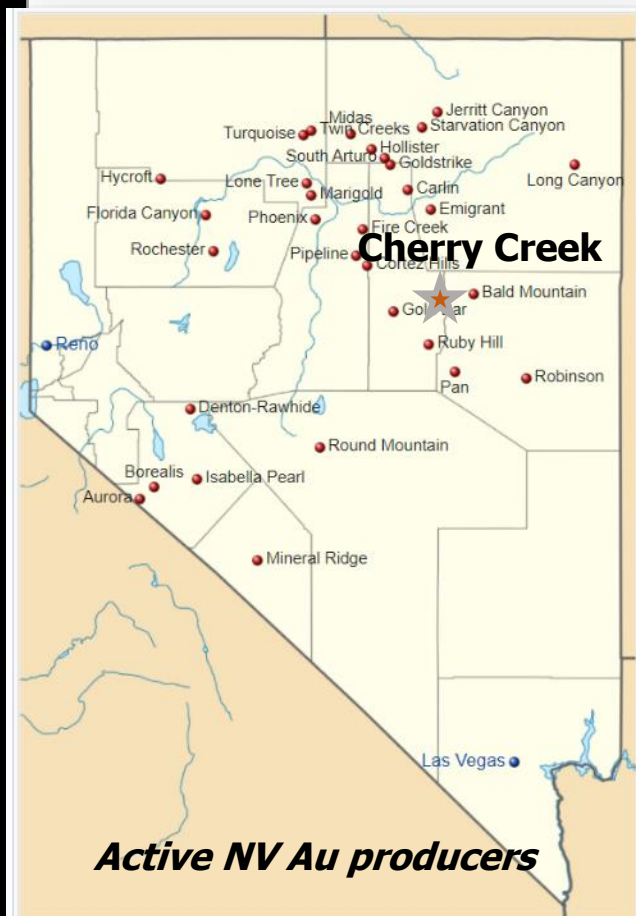 Jerritt Canyon
Midas
Starvation Canyon
Turquoise
Twin Creeks
Hollister
South Arturo
Goldstrike
Long Canyon
Hycroft
Lone Tree
Marigold
Carlin
Florida Canyon
Phoenix
Emigrant
Fire Creek
Cherry Creek
Rochester
Pipeline
Cortez Hills
Bald Mountain
Ruby Hill
Reno
Pan
Robinson
Denton-Rawhide
Round Mountain
Borealis
Isabella Pearl
Aurora
Mineral Ridge
Las Vegas
Active NV Au producers